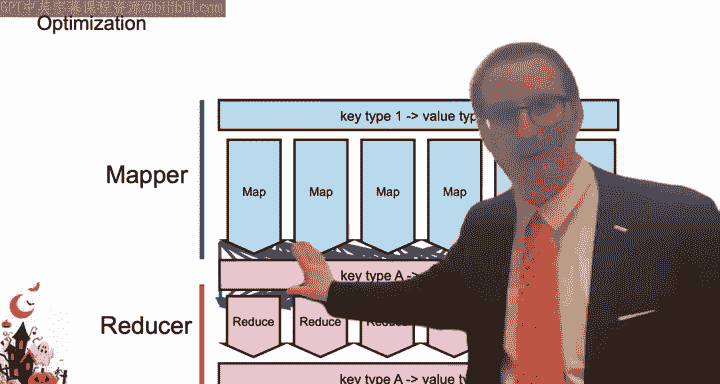 GPT中英字幕课程资源@bilibili.com
Optimization
key type 1 -> value typ
Mapper
Map
Map
Map
Map
key type A ->
Reducer
Reduce
Reduce
Reduce
key type A -> value ty